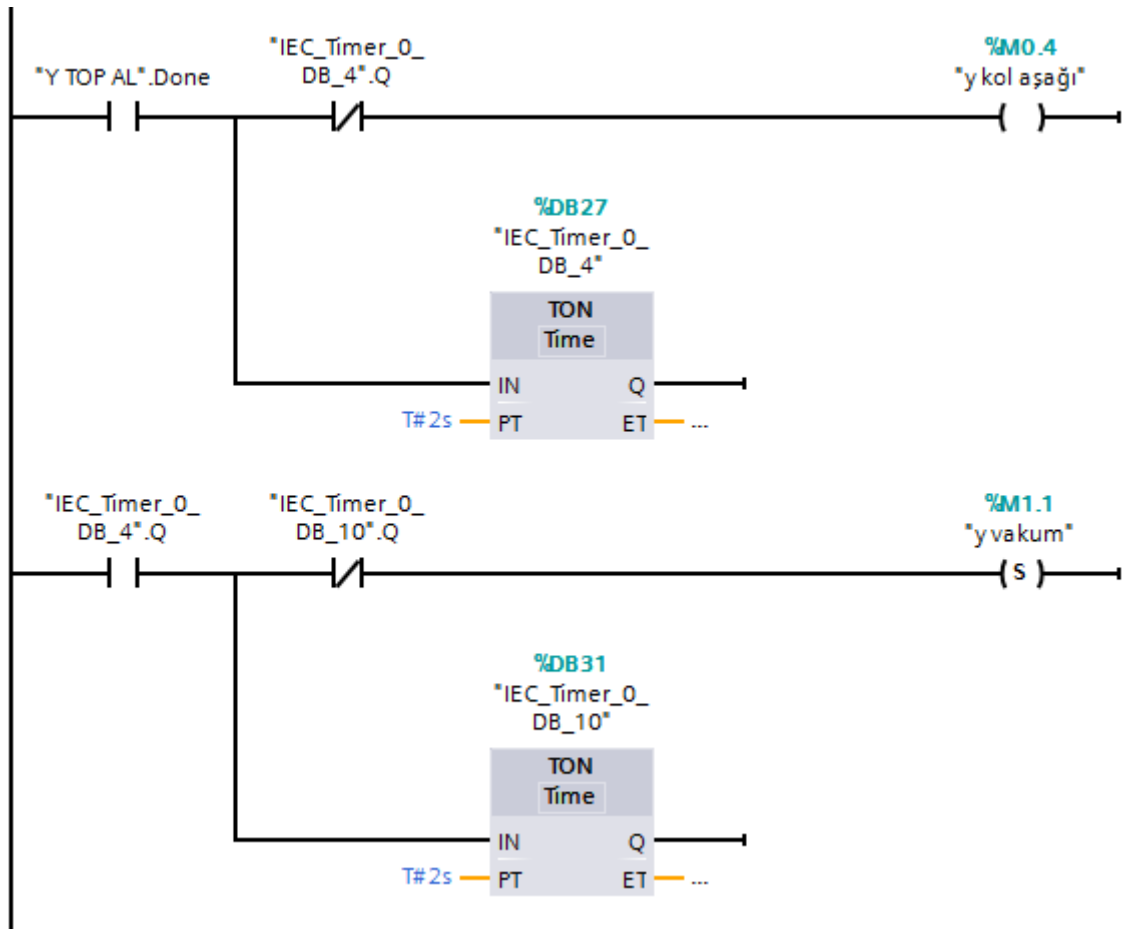 "IEC_Timer_0_
%M0.4
"Y TOP AL".Done
DB_4".Q
"y kol aşağı"
%DB27
"IEC_Timer_0_
DB_4"
TON
Time
IN
Q
T#2s
PT
ET
...
"IEC_Timer_0_
DB_4".Q
"IEC_Timer_0_
DB_10".Q
%M1.1
"y vakum"
S
%DB31
"IEC_Timer_0_
DB_10"
TON
Time
IN
Q
T#2s
PT
ET
...